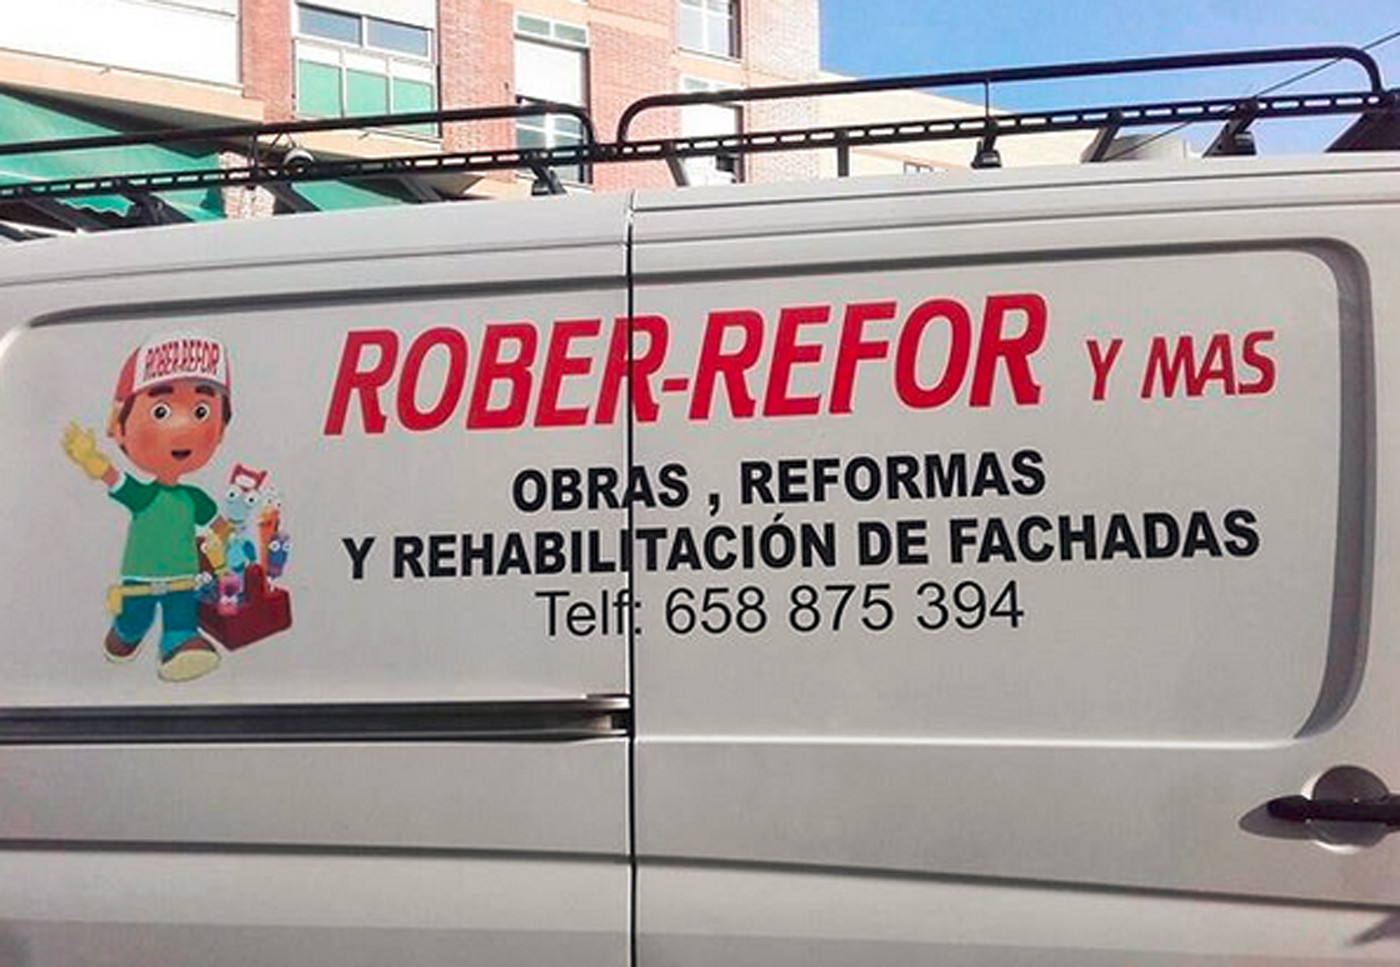 ROBER-REFOR
ROBER-REFOR Y MAS
OBRAS , REFORMAS
Y REHABILITACIÓN DE FACHADAS
Telf: 658 875 394